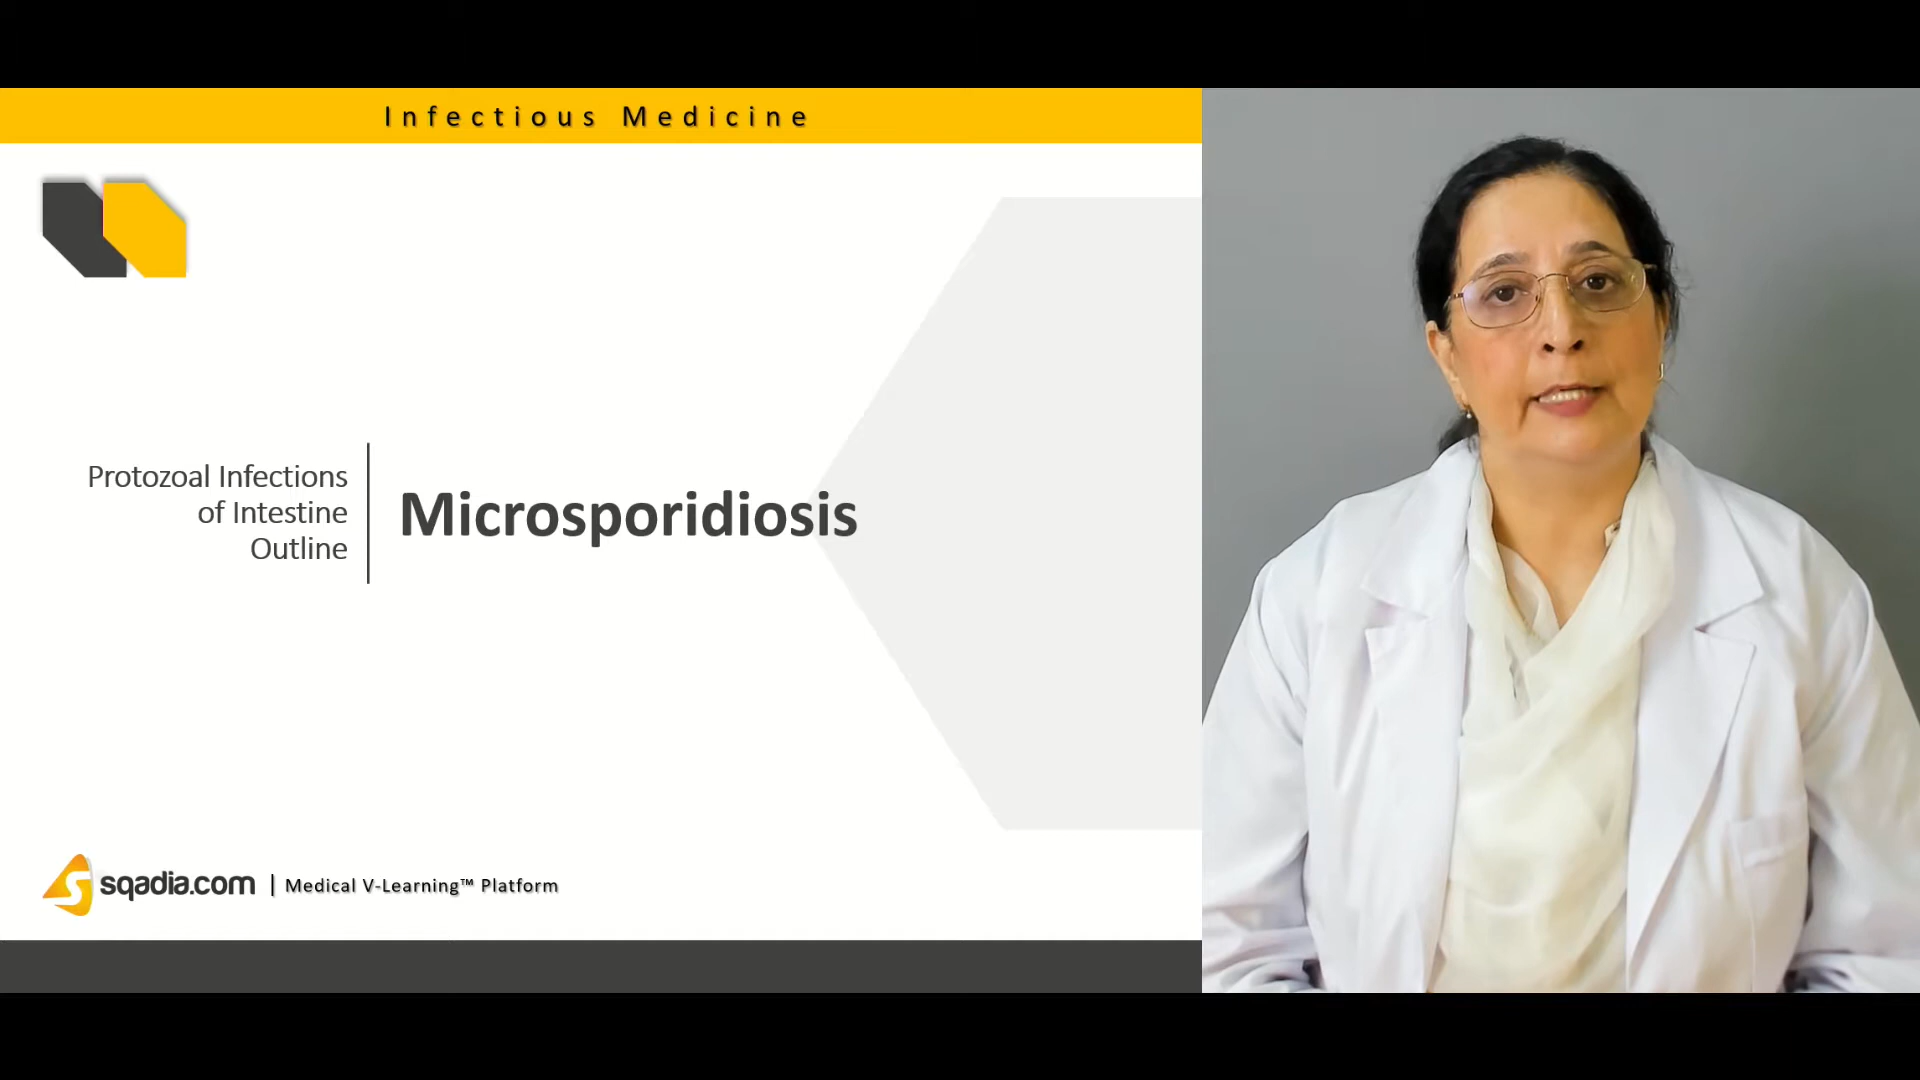 Infectious Medicine
Protozoal Infections
of Intestine
Outline
Microsporidiosis
sqadia.com | Medical V-Learning™ Platform